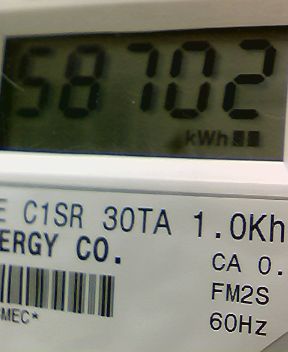 58702
kWh
E C1SR 30TA 1.0Kh
ERGY CO.
CA 0.
FM2S
MEC*
60Hz